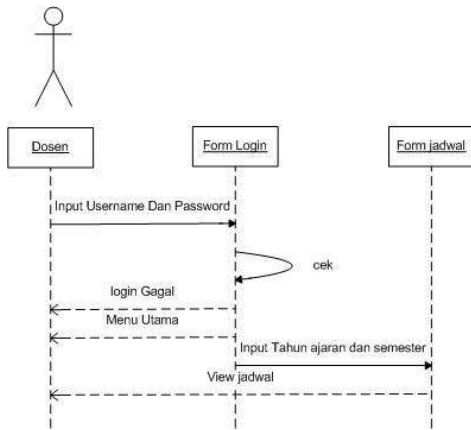 Dosen
Form Login
Form jadwal
Input Username Dan Password
cek
login Gagal
Menu Utama
Input Tahun ajaran dan semester
View jadwal